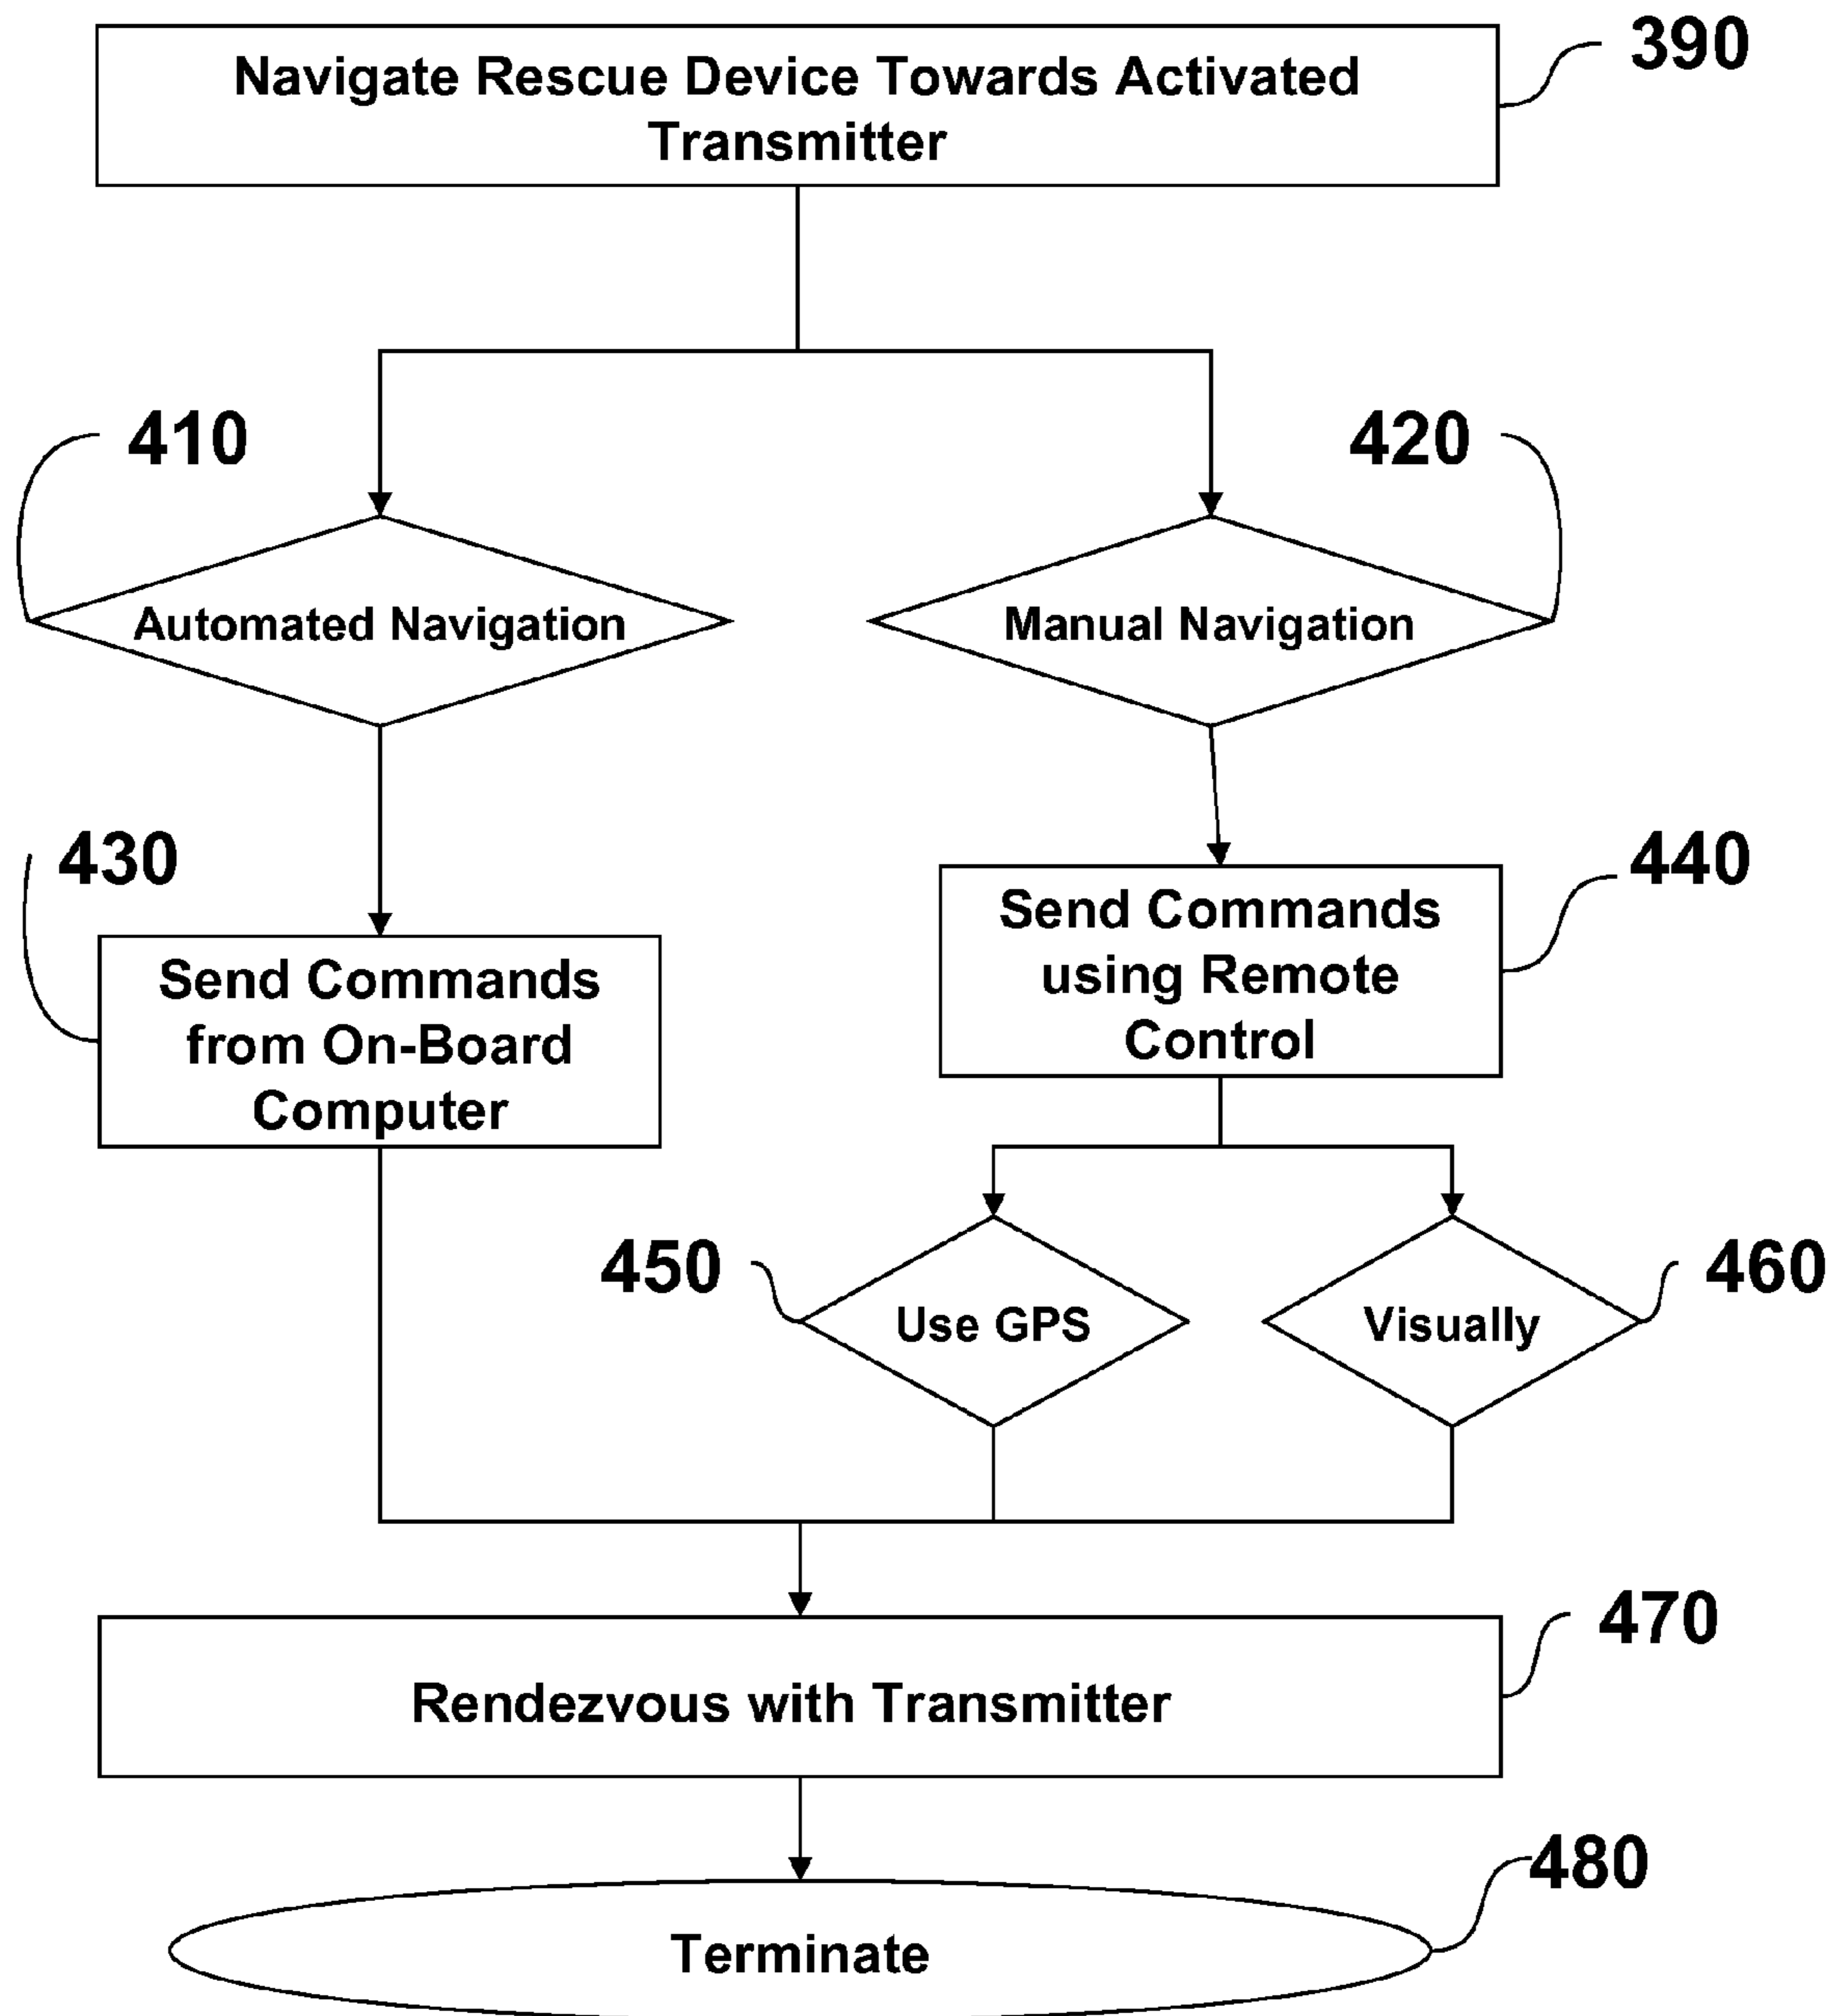 Navigate Rescue Device Towards Activated
Transmitter
390
410
420
Automated Navigation
Manual Navigation
430
440
Send Commands
from On-Board
Computer
Send Commands
using Remote
Control
450
460
Use GPS
Visually
470
Rendezvous with Transmitter
480
Terminate